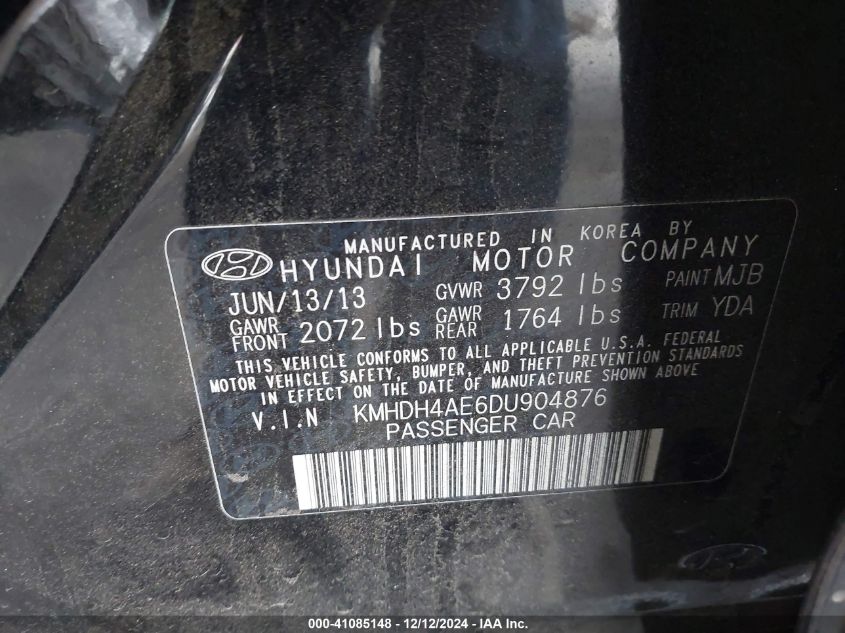 MANUFACTURED IN KOREA BY
HYUNDAI MOTOR COMPANY
JUN/13/13 GVWR 3792 lbs PAINT MJB
GAWR FRONT 2072 lbs GAWR REAR 1764 lbs TRIM YDA
THIS VEHICLE CONFORMS TO ALL APPLICABLE U.S.A. FEDERAL
MOTOR VEHICLE SAFETY, BUMPER, AND THEFT PREVENTION STANDARDS
IN EFFECT ON THE DATE OF MANUFACTURE SHOWN ABOVE
V.I.N KMHDH4AE6DU904876
PASSENGER CAR
000-41085148 - 12/12/2024 - IAA Inc.